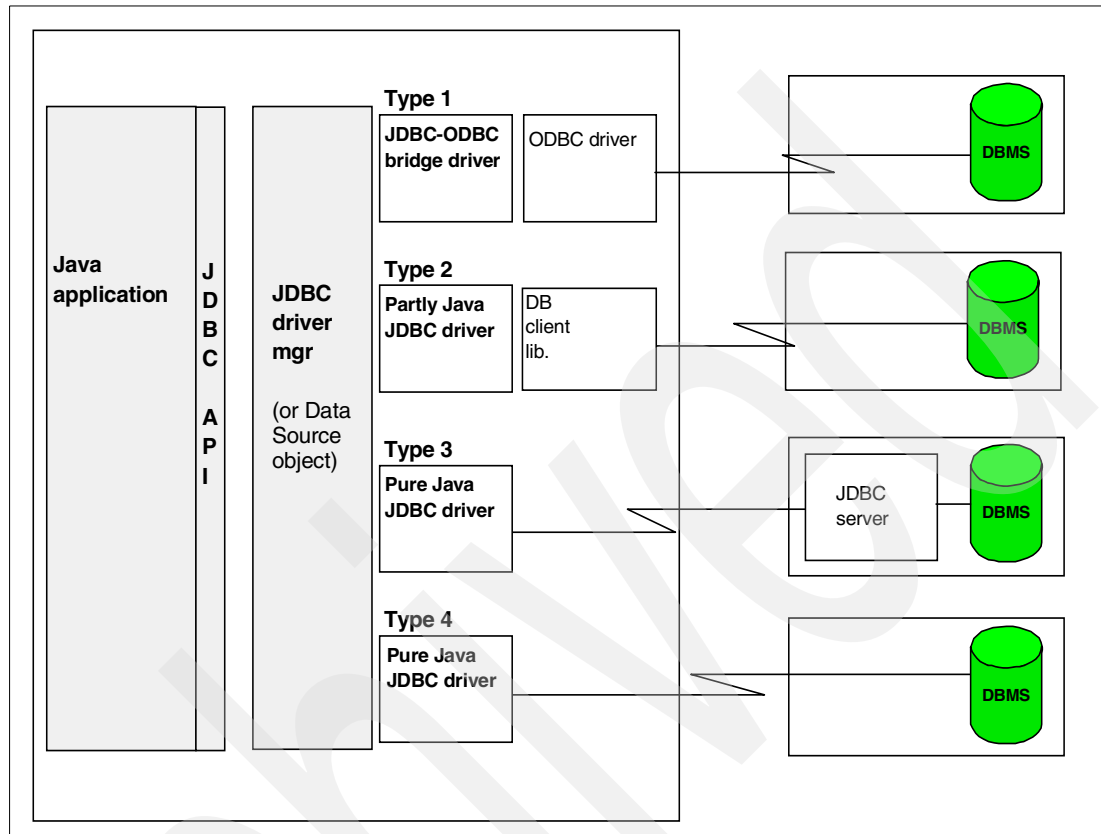 Java
application
J
D
B
C
A
P
I
JDBC
driver
mgr
(or Data
Source
object)
Type 1
JDBC-ODBC
bridge driver
ODBC driver
DBMS
Type 2
Partly Java
JDBC driver
DB
client
lib.
DBMS
Type 3
Pure Java
JDBC driver
JDBC
server
DBMS
Type 4
Pure Java
JDBC driver
DBMS